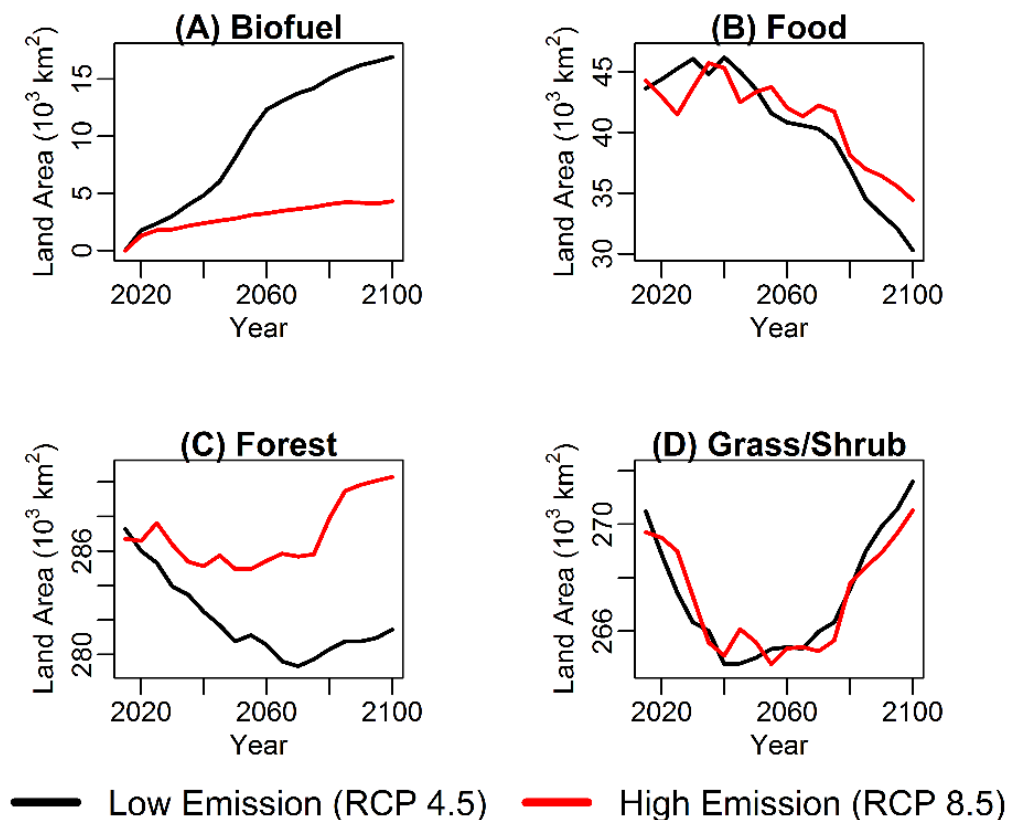 (A) Biofuel
Land Area (10³ km²)
15
10
5
0
2020 2060 2100
Year
(B) Food
Land Area (10³ km²)
45
40
35
30
2020 2060 2100
Year
(C) Forest
Land Area (10³ km²)
286
280
2020 2060 2100
Year
(D) Grass/Shrub
Land Area (10³ km²)
270
266
2020 2060 2100
Year
Low Emission (RCP 4.5) High Emission (RCP 8.5)